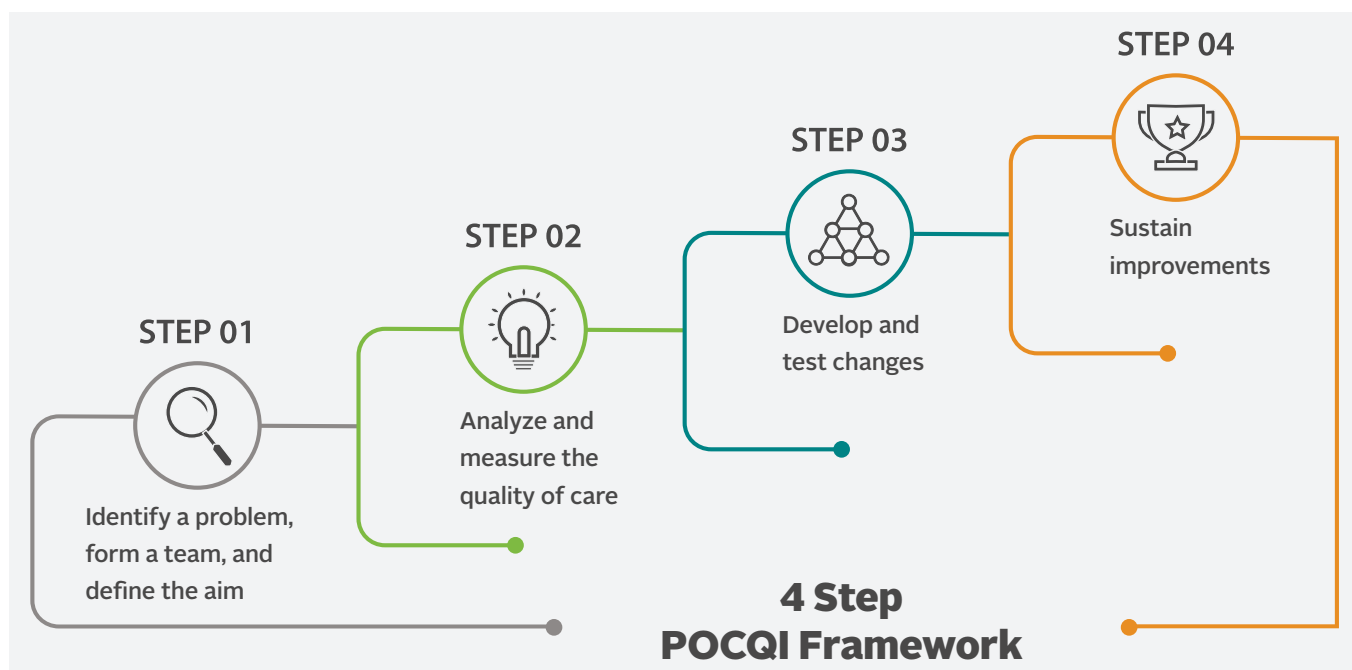 STEP 01
Identify a problem,
form a team, and
define the aim
STEP 02
Analyze and
measure the
quality of care
STEP 03
Develop and
test changes
STEP 04
Sustain
improvements
4 Step
POCQI Framework